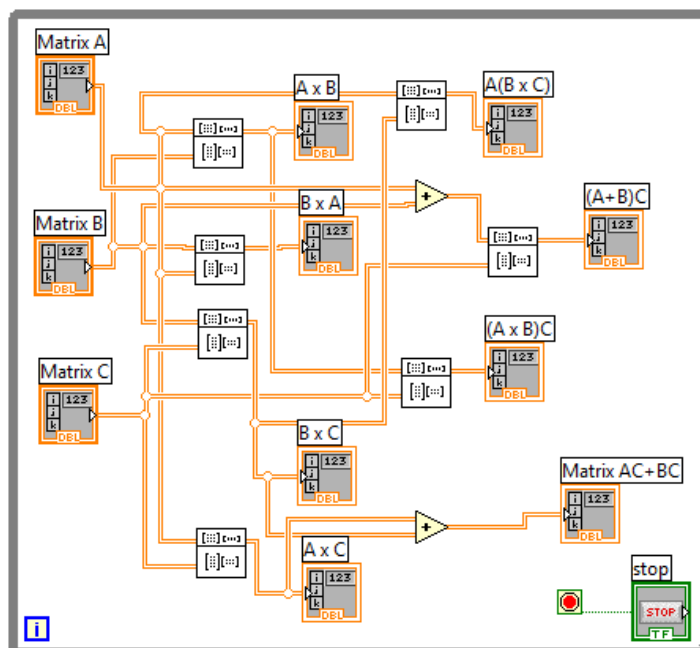 Matrix A
i
j
k
123
DBL
A x B
i
j
k
123
DBL
A(B x C)
i
j
k
123
DBL
Matrix B
i
j
k
123
DBL
B x A
i
j
k
123
DBL
+
(A+B)C
i
j
k
123
DBL
Matrix C
i
j
k
123
DBL
(A x B)C
i
j
k
123
DBL
B x C
i
j
k
123
DBL
Matrix AC+BC
i
j
k
123
DBL
+
A x C
i
j
k
123
DBL
stop
STOP
TF
i